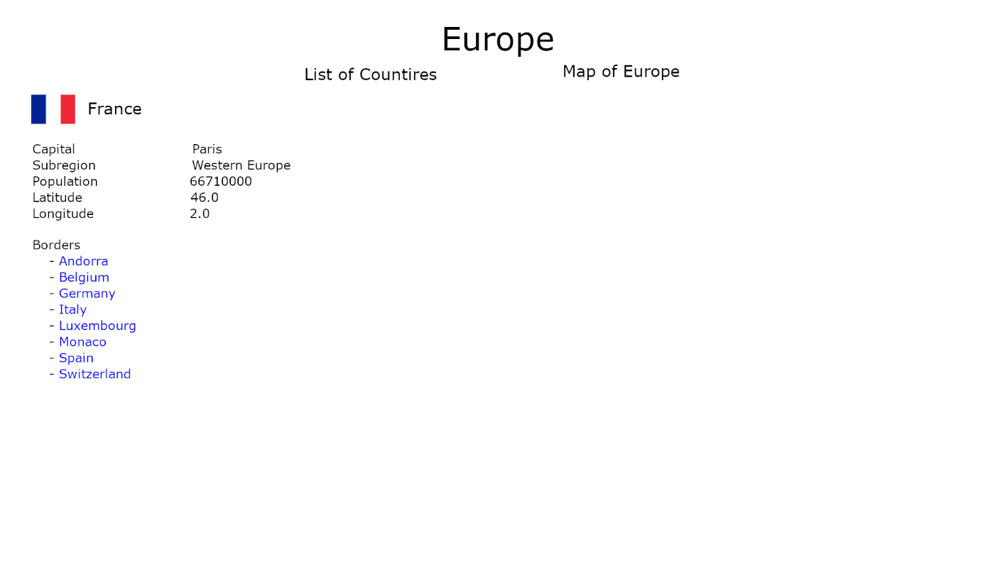 Europe
List of Countires Map of Europe
France
Capital Paris
Subregion Western Europe
Population 66710000
Latitude 46.0
Longitude 2.0
Borders
- Andorra
- Belgium
- Germany
- Italy
- Luxembourg
- Monaco
- Spain
- Switzerland